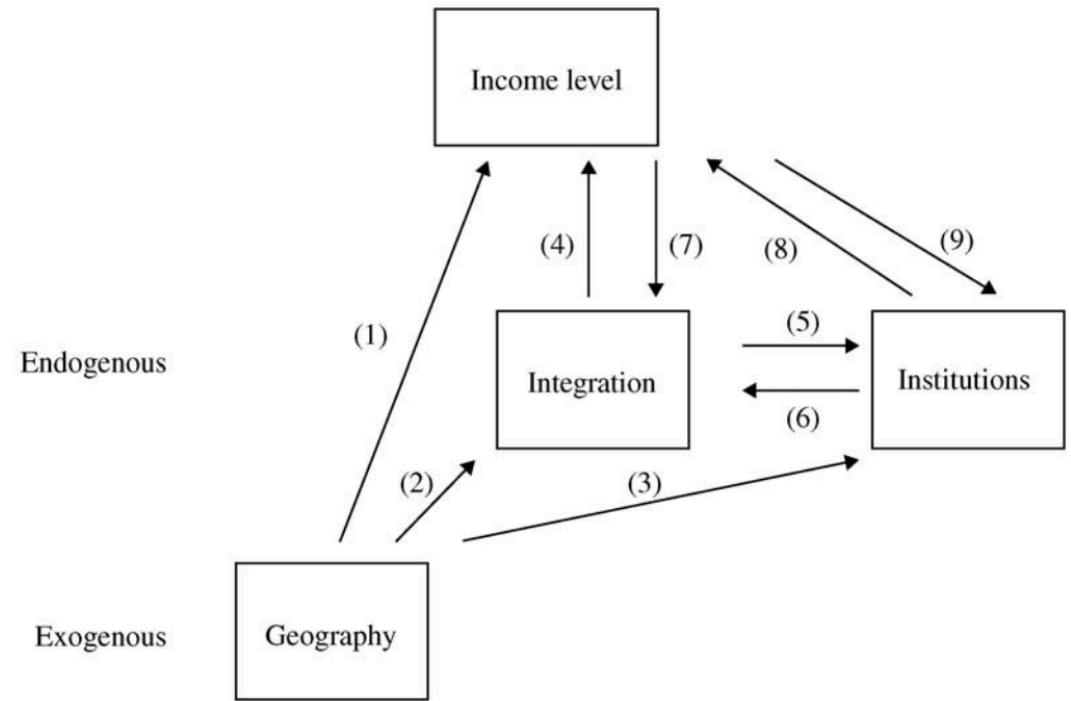 Income level
(4)
(7)
(8)
(9)
(1)
(5)
Endogenous
Integration
Institutions
(6)
(2)
(3)
Exogenous
Geography